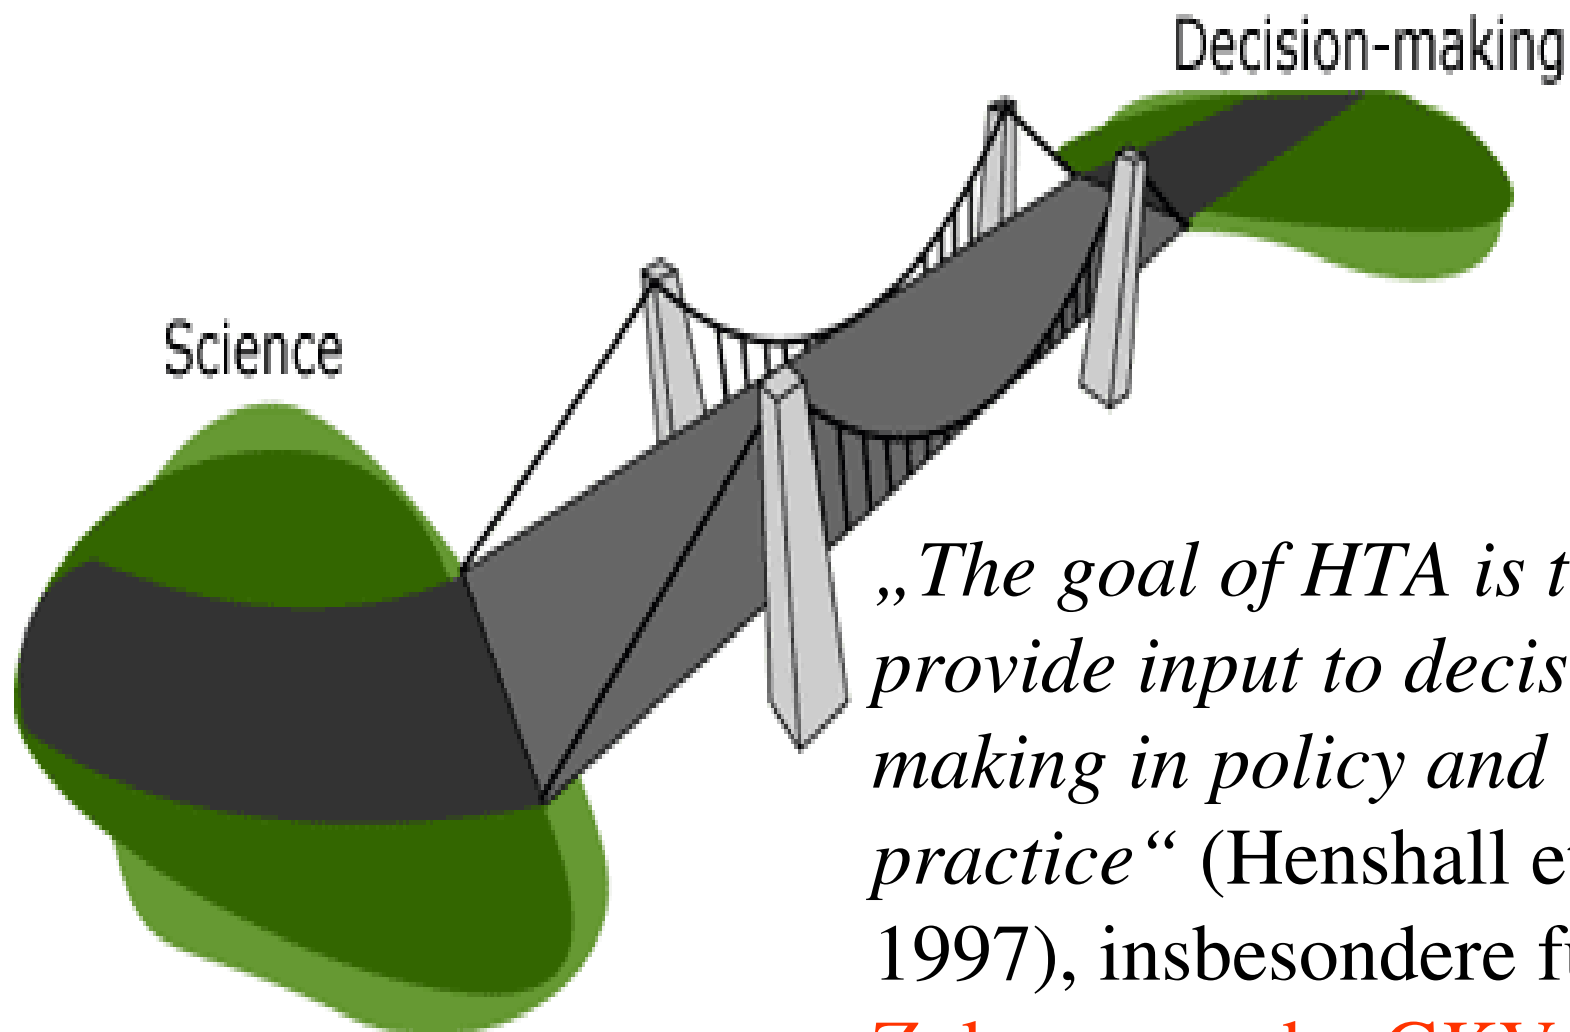 Decision-making
Science
„The goal of HTA is t
provide input to decis
making in policy and
practice“ (Henshall e
1997), insbesondere f